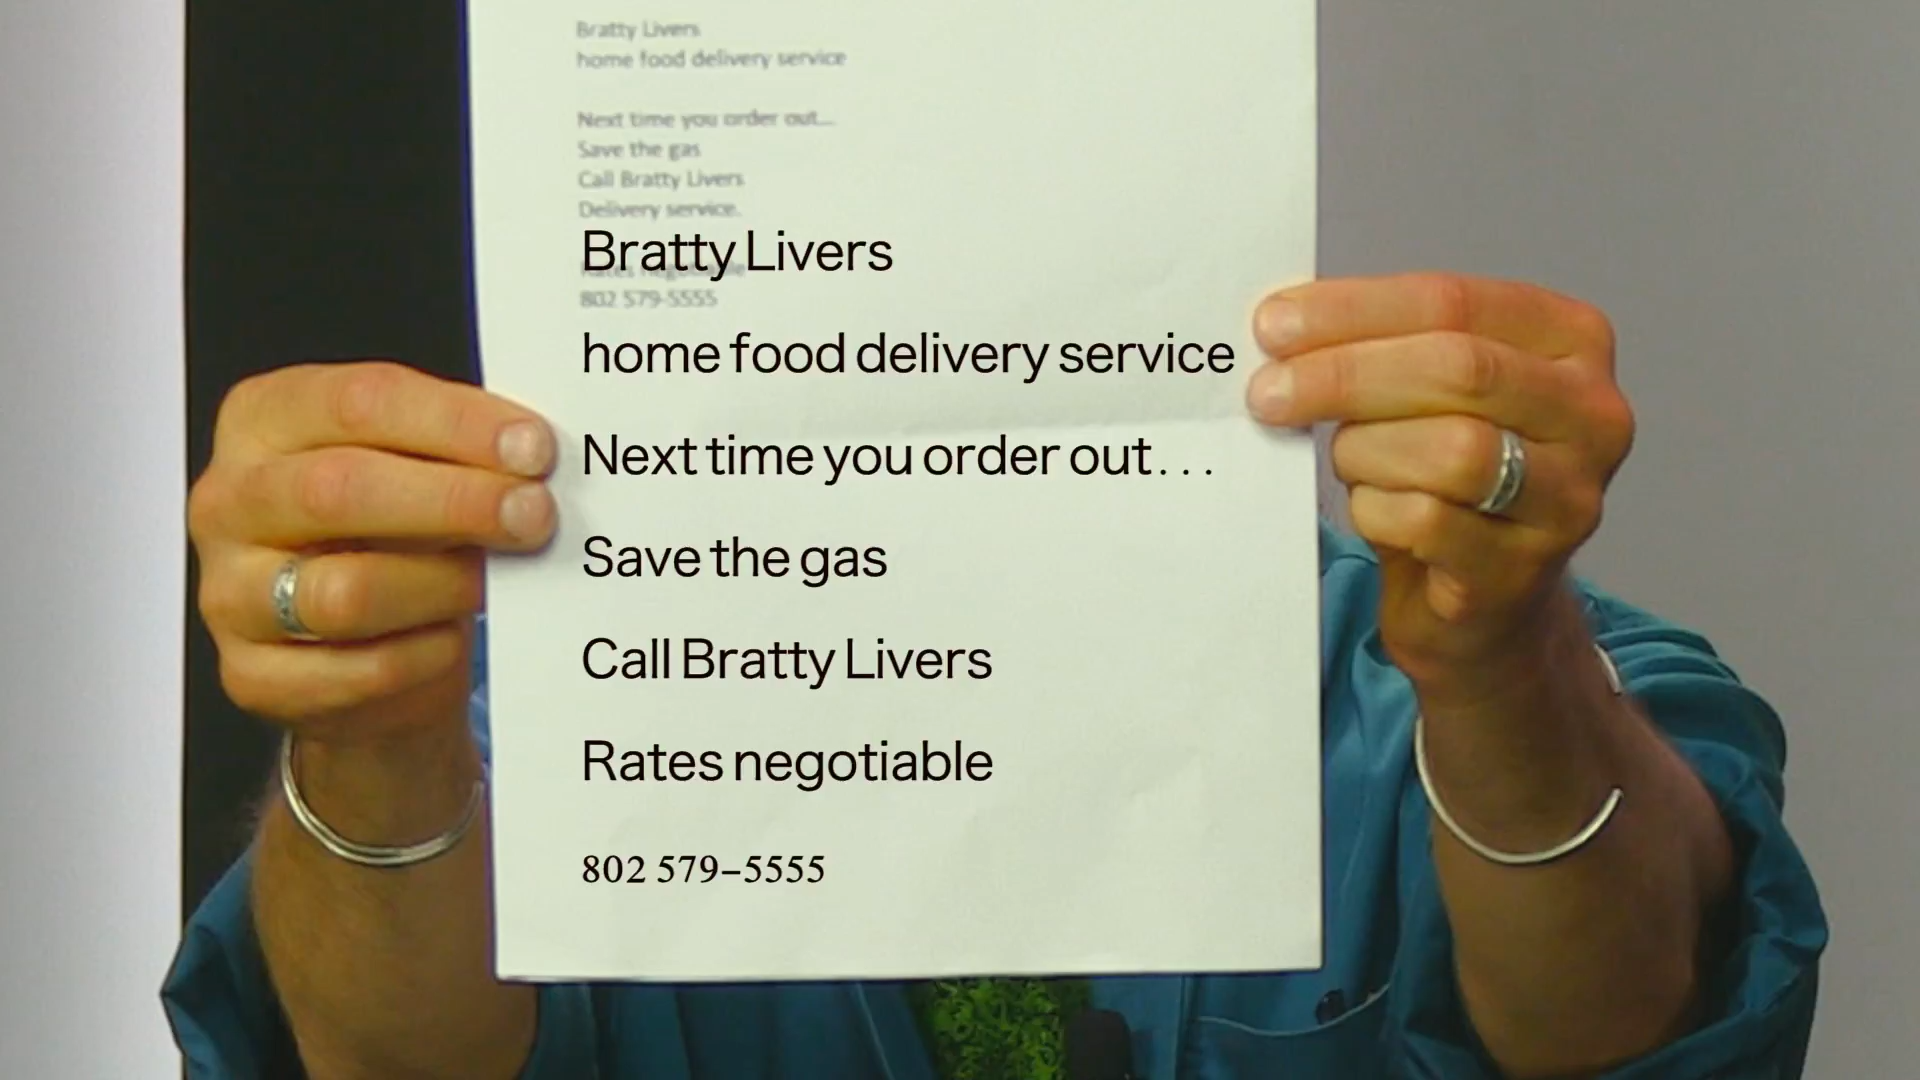 Bratty Livers
home food delivery service
Next time you order out...
Save the gas
Call Bratty Livers
Delivery service.
Rates negotiable
802 579-5555
Bratty Livers
home food delivery service
Next time you order out...
Save the gas
Call Bratty Livers
Rates negotiable
802 579-5555